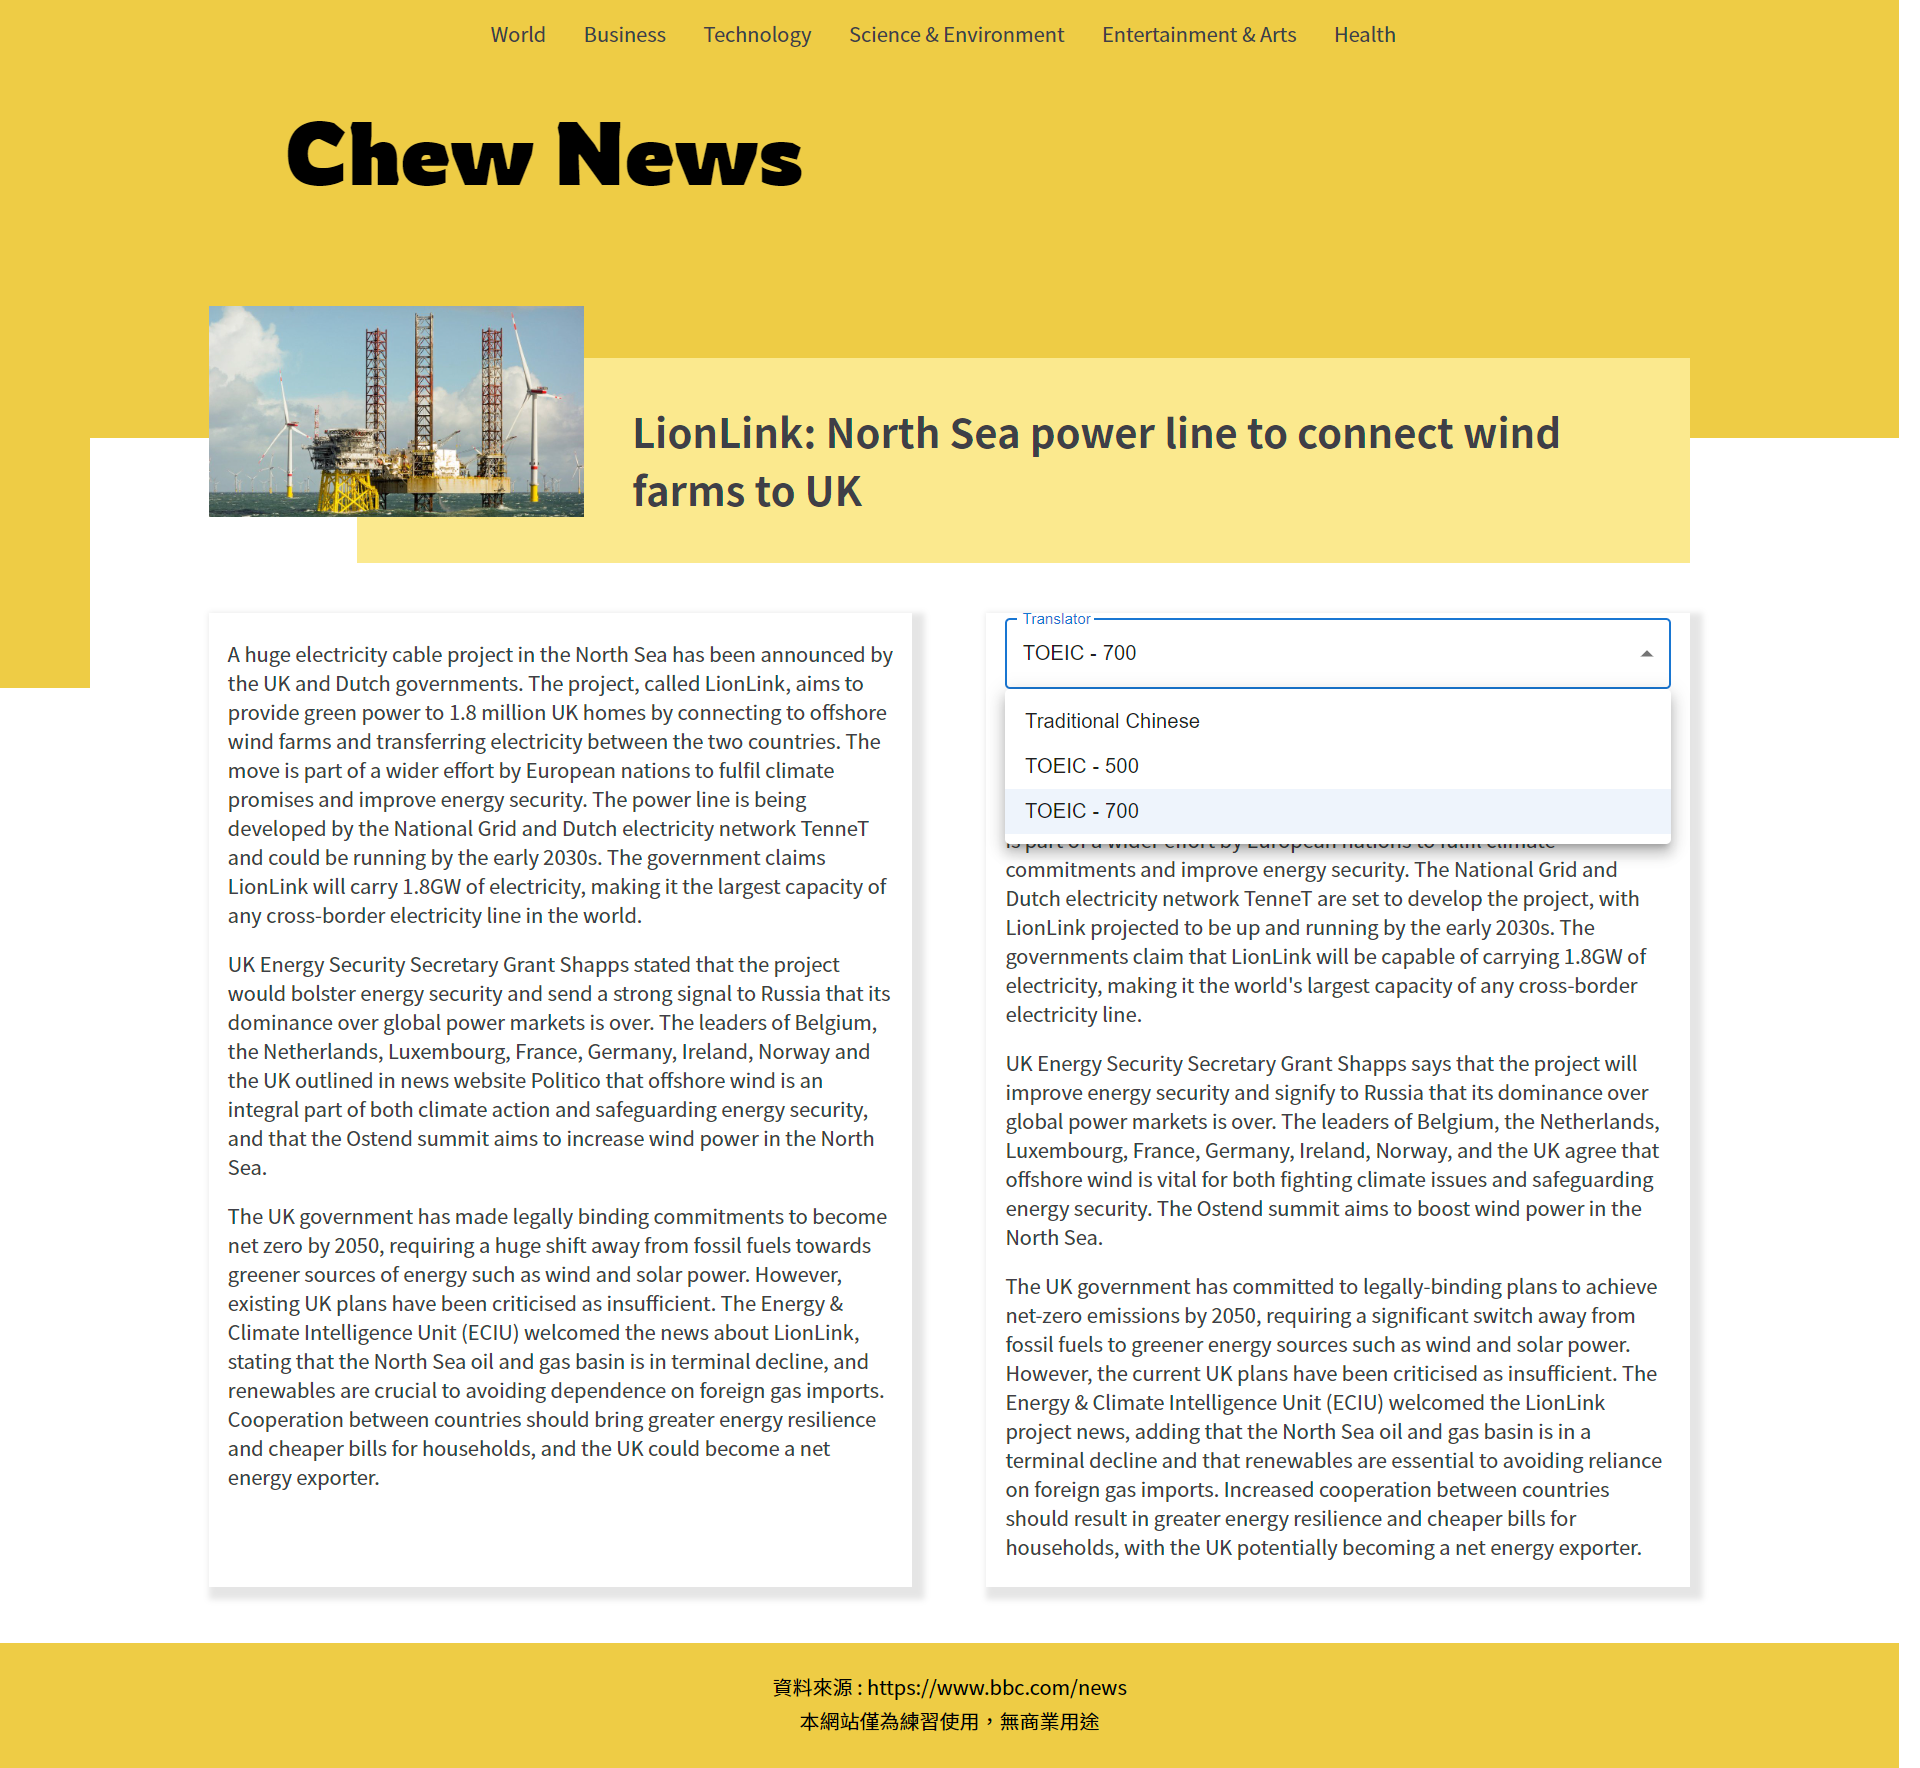 World Business Technology Science & Environment Entertainment & Arts Health
Chew News
LionLink: North Sea power line to connect wind
farms to UK
A huge electricity cable project in the North Sea has been announced by
the UK and Dutch governments. The project, called LionLink, aims to
provide green power to 1.8 million UK homes by connecting to offshore
wind farms and transferring electricity between the two countries. The
move is part of a wider effort by European nations to fulfil climate
promises and improve energy security. The power line is being
developed by the National Grid and Dutch electricity network TenneT
and could be running by the early 2030s. The government claims
LionLink will carry 1.8GW of electricity, making it the largest capacity of
any cross-border electricity line in the world.
UK Energy Security Secretary Grant Shapps stated that the project
would bolster energy security and send a strong signal to Russia that its
dominance over global power markets is over. The leaders of Belgium,
the Netherlands, Luxembourg, France, Germany, Ireland, Norway and
the UK outlined in news website Politico that offshore wind is an
integral part of both climate action and safeguarding energy security,
and that the Ostend summit aims to increase wind power in the North
Sea.
The UK government has made legally binding commitments to become
net zero by 2050, requiring a huge shift away from fossil fuels towards
greener sources of energy such as wind and solar power. However,
existing UK plans have been criticised as insufficient. The Energy &
Climate Intelligence Unit (ECIU) welcomed the news about LionLink,
stating that the North Sea oil and gas basin is in terminal decline, and
renewables are crucial to avoiding dependence on foreign gas imports.
Cooperation between countries should bring greater energy resilience
and cheaper bills for households, and the UK could become a net
energy exporter.
Translator
TOEIC - 700
Traditional Chinese
TOEIC - 500
TOEIC - 700
is part of a wider effort by European nations to fulfil climate
commitments and improve energy security. The National Grid and
Dutch electricity network TenneT are set to develop the project, with
LionLink projected to be up and running by the early 2030s. The
governments claim that LionLink will be capable of carrying 1.8GW of
electricity, making it the world's largest capacity of any cross-border
electricity line.
UK Energy Security Secretary Grant Shapps says that the project will
improve energy security and signify to Russia that its dominance over
global power markets is over. The leaders of Belgium, the Netherlands,
Luxembourg, France, Germany, Ireland, Norway, and the UK agree that
offshore wind is vital for both fighting climate issues and safeguarding
energy security. The Ostend summit aims to boost wind power in the
North Sea.
The UK government has committed to legally-binding plans to achieve
net-zero emissions by 2050, requiring a significant switch away from
fossil fuels to greener energy sources such as wind and solar power.
However, the current UK plans have been criticised as insufficient. The
Energy & Climate Intelligence Unit (ECIU) welcomed the LionLink
project news, adding that the North Sea oil and gas basin is in a
terminal decline and that renewables are essential to avoiding reliance
on foreign gas imports. Increased cooperation between countries
should result in greater energy resilience and cheaper bills for
households, with the UK potentially becoming a net energy exporter.
資料來源 : https://www.bbc.com/news
本網站僅為練習使用，無商業用途